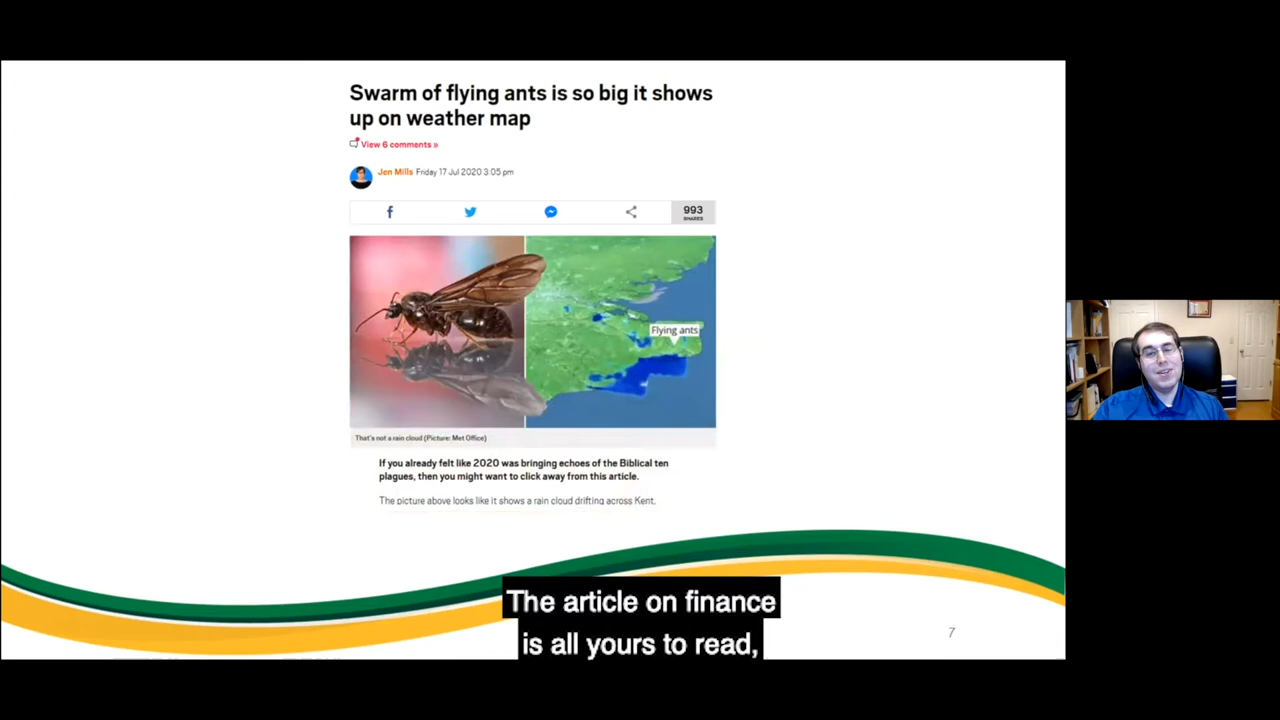 Swarm of flying ants is so big it shows
up on weather map
View 6 comments »
Jen Mills Friday 17 Jul 2020 3:05 pm
993
SHARES
Flying ants
That's not a rain cloud (Picture: Met Office)
If you already felt like 2020 was bringing echoes of the Biblical ten
plagues, then you might want to click away from this article.
The picture above looks like it shows a rain cloud drifting across Kent.
The article on finance
is all yours to read,
7